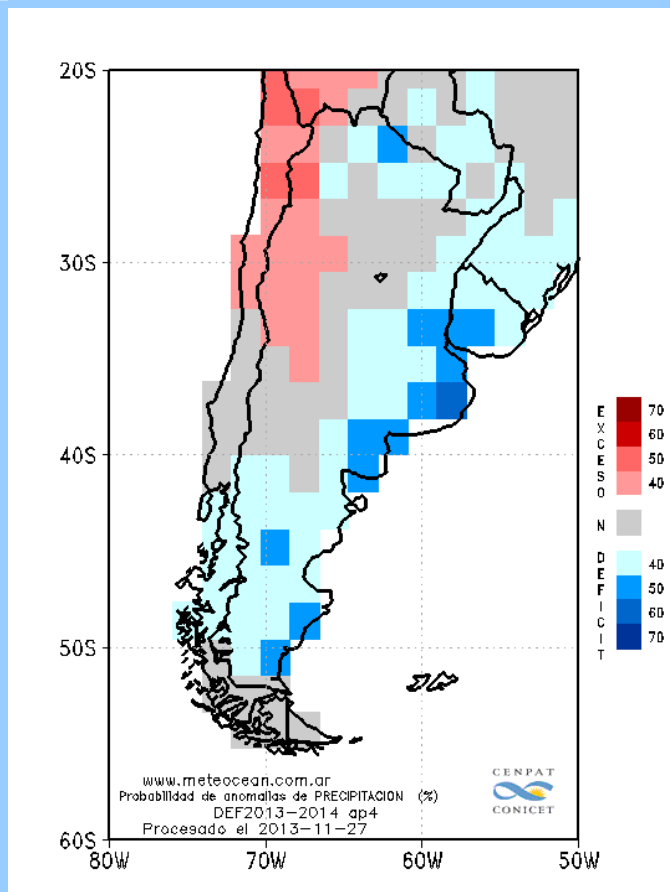 20S
30S
40S
50S
60S
80W
70W
60W
50W
EXCESO
70
60
50
40
N
DEFICIT
40
50
60
70
CENPAT
CONICET
www.meteocean.com.ar
Probabilidad de anomalias de PRECIPITACION (%)
DEF2013-2014 ap4
Procesado el 2013-11-27